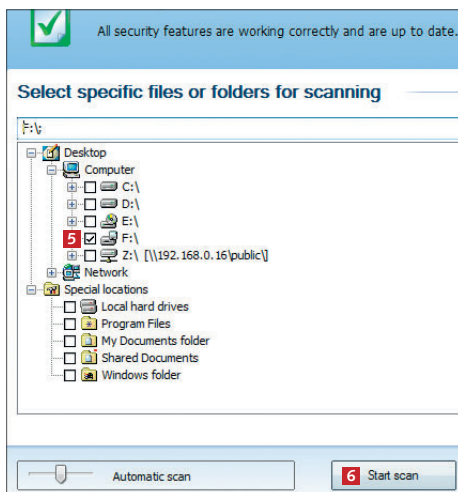 All security features are working correctly and are up to date.
Select specific files or folders for scanning
F:\;
Desktop
Computer
C:\
D:\
E:\
5 F:\
Z:\ [\\192.168.0.16\public\]
Network
Special locations
Local hard drives
Program Files
My Documents folder
Shared Documents
Windows folder
Automatic scan
6 Start scan